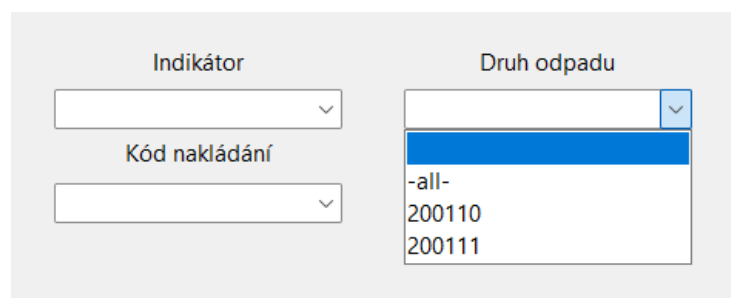 Indikátor
Druh odpadu
Kód nakládání
-all-
200110
200111